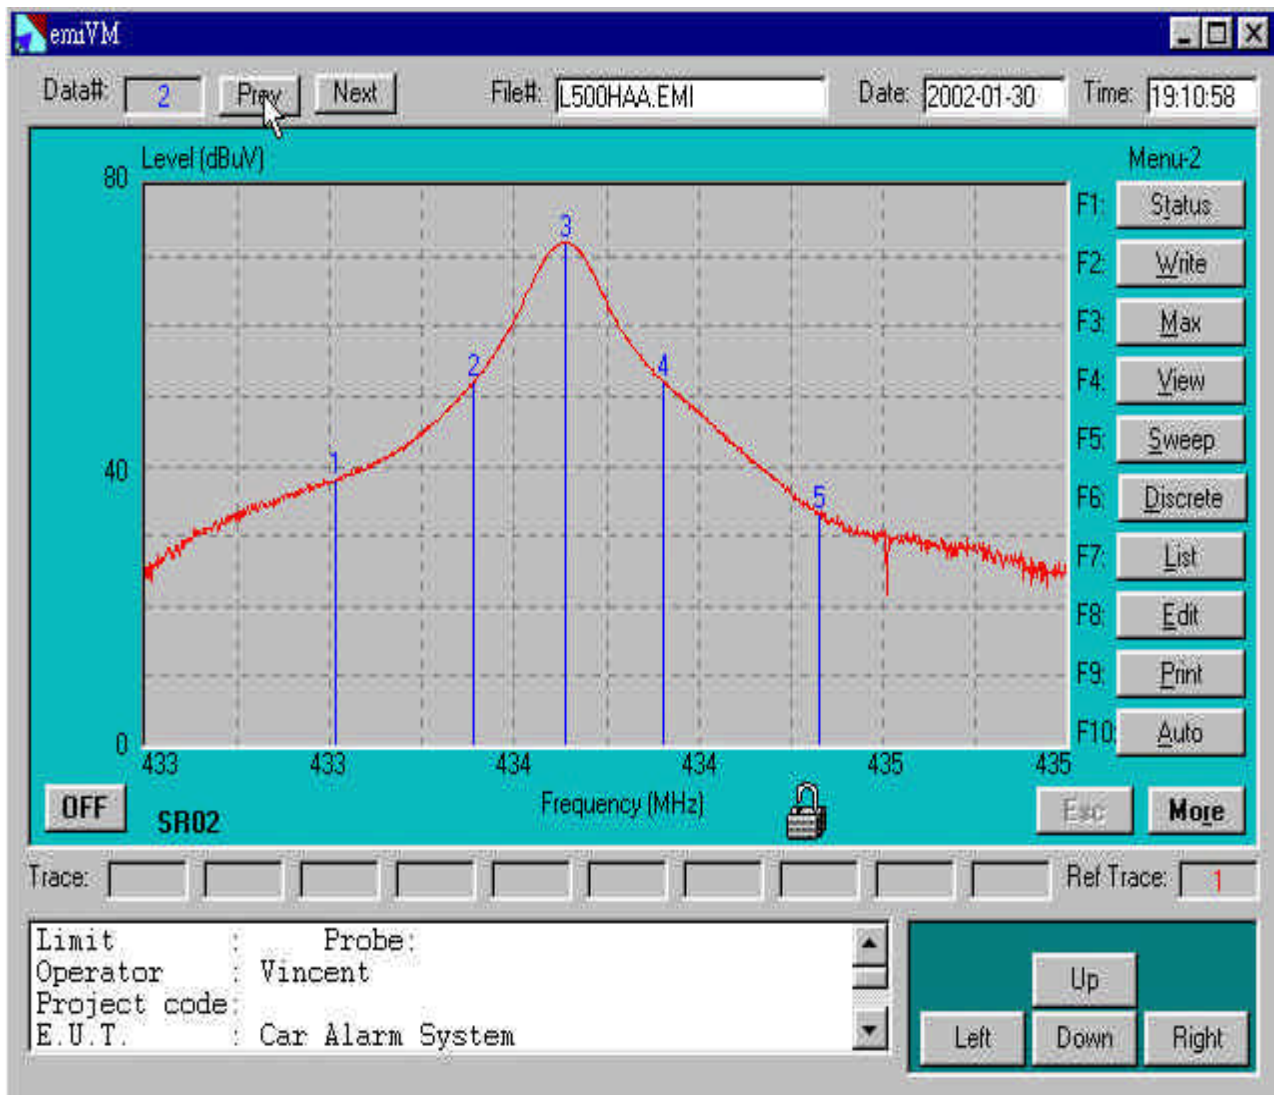 emiVM
Data#: 2 Prev Next File#: L500HAA.EMI Date: 2002-01-30 Time: 19:10:58
Level (dBuV) Menu-2
80
40
0
1
2
3
4
5
433 433 434 434 435 435
Frequency (MHz)
F1: Status
F2: Write
F3: Max
F4: View
F5: Sweep
F6: Discrete
F7: List
F8: Edit
F9: Print
F10: Auto
OFF SR02 Esc More
Trace: Ref Trace: 1
Limit : Probe:
Operator : Vincent
Project code:
E.U.T. : Car Alarm System
Up
Left Down Right